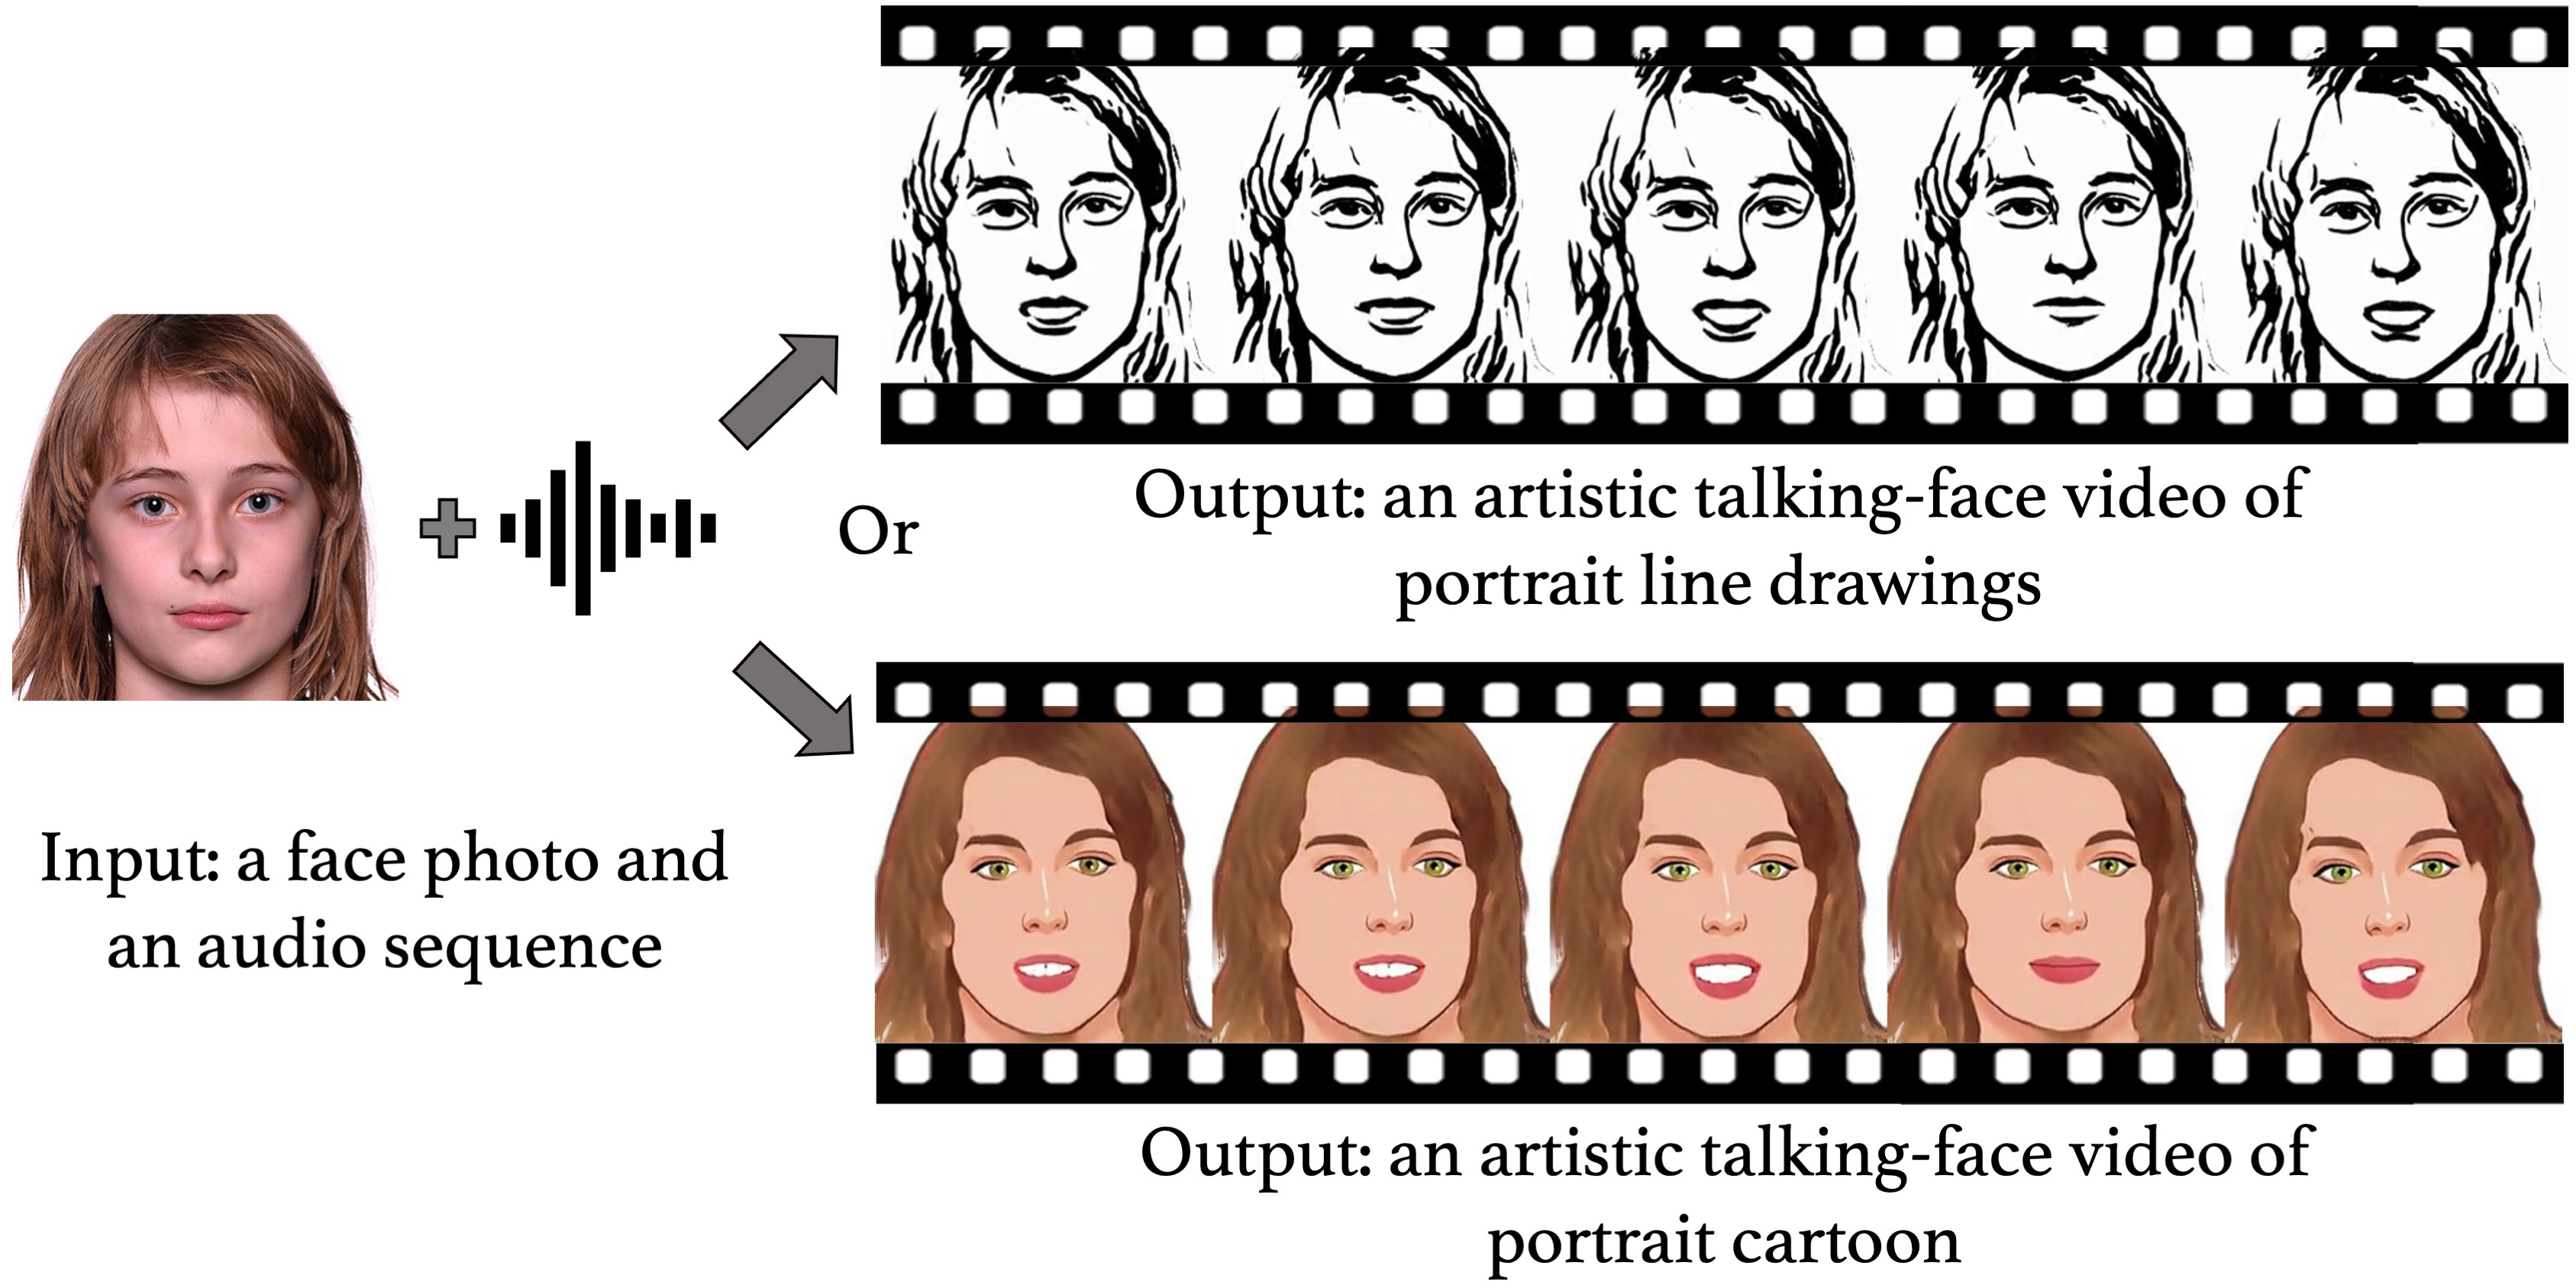 Or
Output: an artistic talking-face video of
portrait line drawings
Input: a face photo and
an audio sequence
Output: an artistic talking-face video of
portrait cartoon